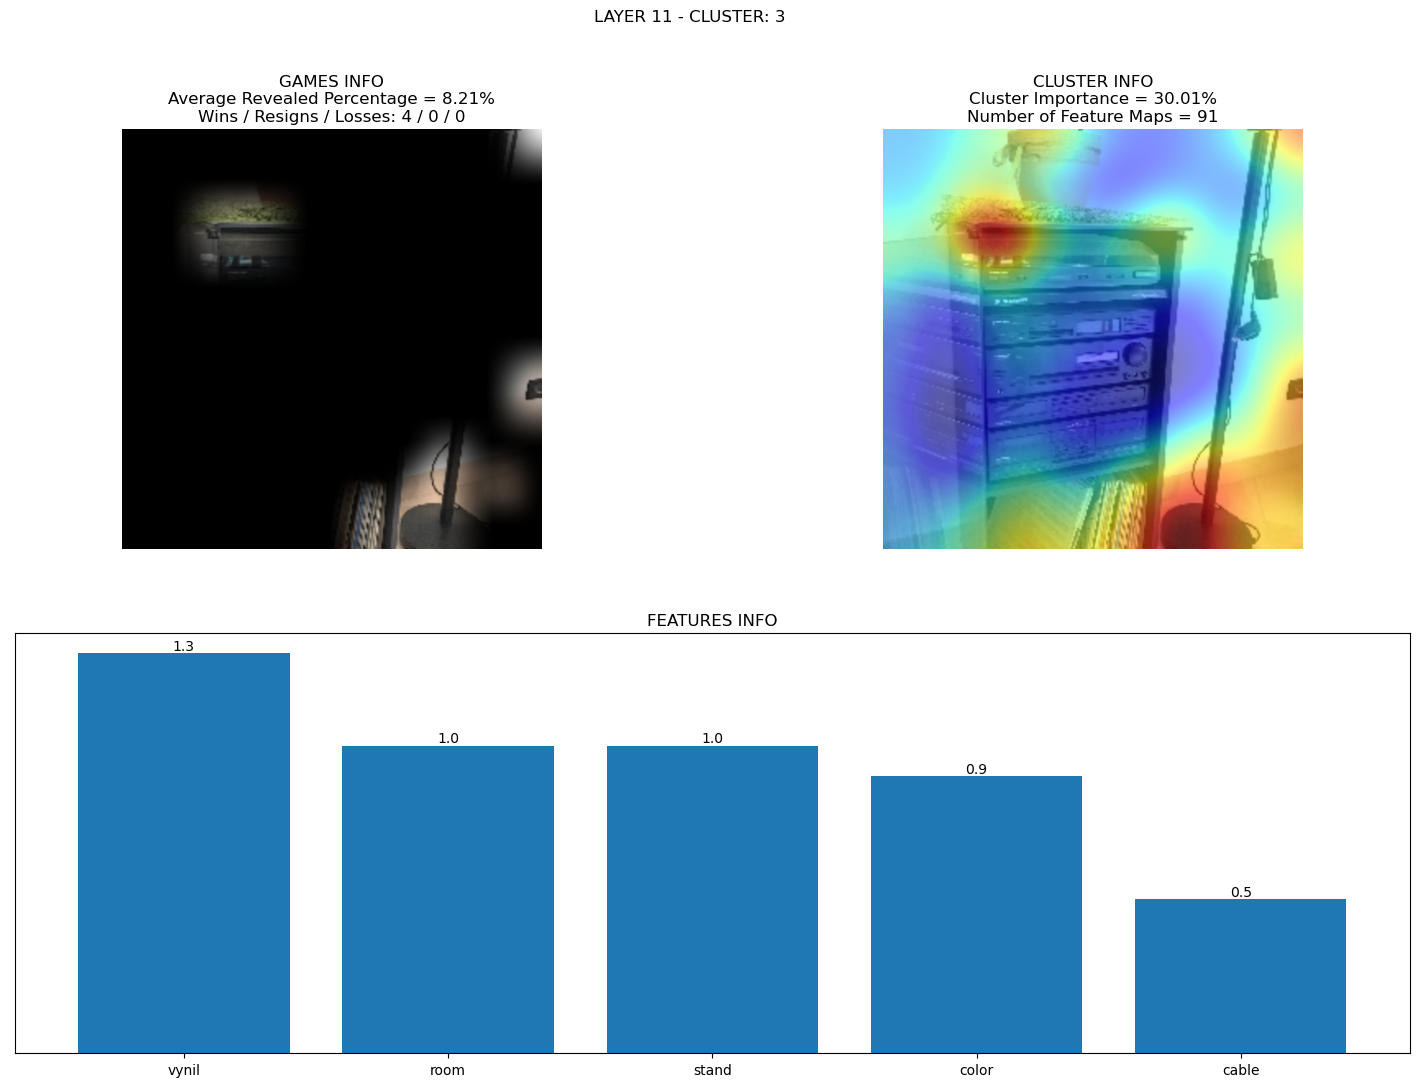 LAYER 11 - CLUSTER: 3
GAMES INFO
Average Revealed Percentage = 8.21%
Wins / Resigns / Losses: 4 / 0 / 0
CLUSTER INFO
Cluster Importance = 30.01%
Number of Feature Maps = 91
FEATURES INFO
1.3
1.0
1.0
0.9
0.5
vynil
room
stand
color
cable